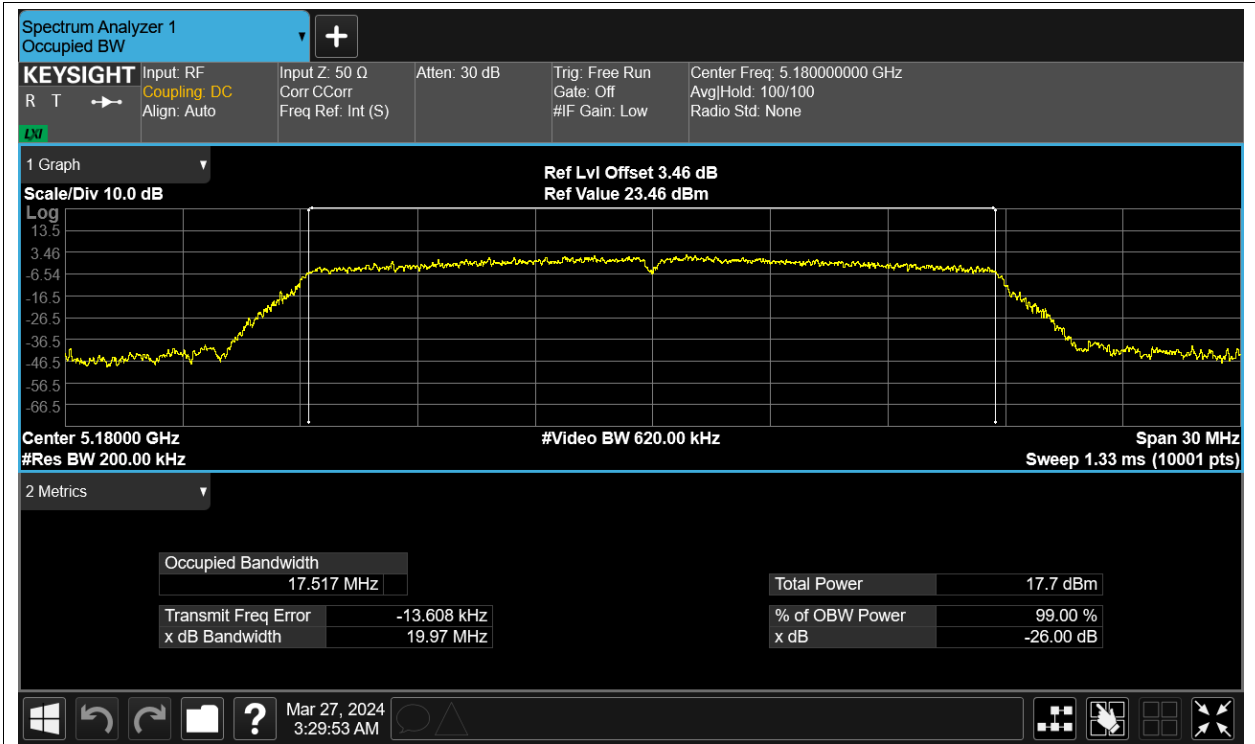 Spectrum Analyzer 1
Occupied BW
KEYSIGHT
R T
LXI
Input: RF
Coupling: DC
Align: Auto
Input Z: 50 Ω
Corr CCorr
Freq Ref: Int (S)
Atten: 30 dB
Trig: Free Run
Gate: Off
#IF Gain: Low
Center Freq: 5.180000000 GHz
Avg|Hold: 100/100
Radio Std: None
1 Graph
Scale/Div 10.0 dB
Ref Lvl Offset 3.46 dB
Ref Value 23.46 dBm
Log
13.5
3.46
-6.54
-16.5
-26.5
-36.5
-46.5
-56.5
-66.5
Center 5.18000 GHz
#Video BW 620.00 kHz
Span 30 MHz
#Res BW 200.00 kHz
Sweep 1.33 ms (10001 pts)
2 Metrics
Occupied Bandwidth
17.517 MHz
Total Power 17.7 dBm
Transmit Freq Error -13.608 kHz
% of OBW Power 99.00 %
x dB Bandwidth 19.97 MHz
x dB -26.00 dB
?
Mar 27, 2024
3:29:53 AM